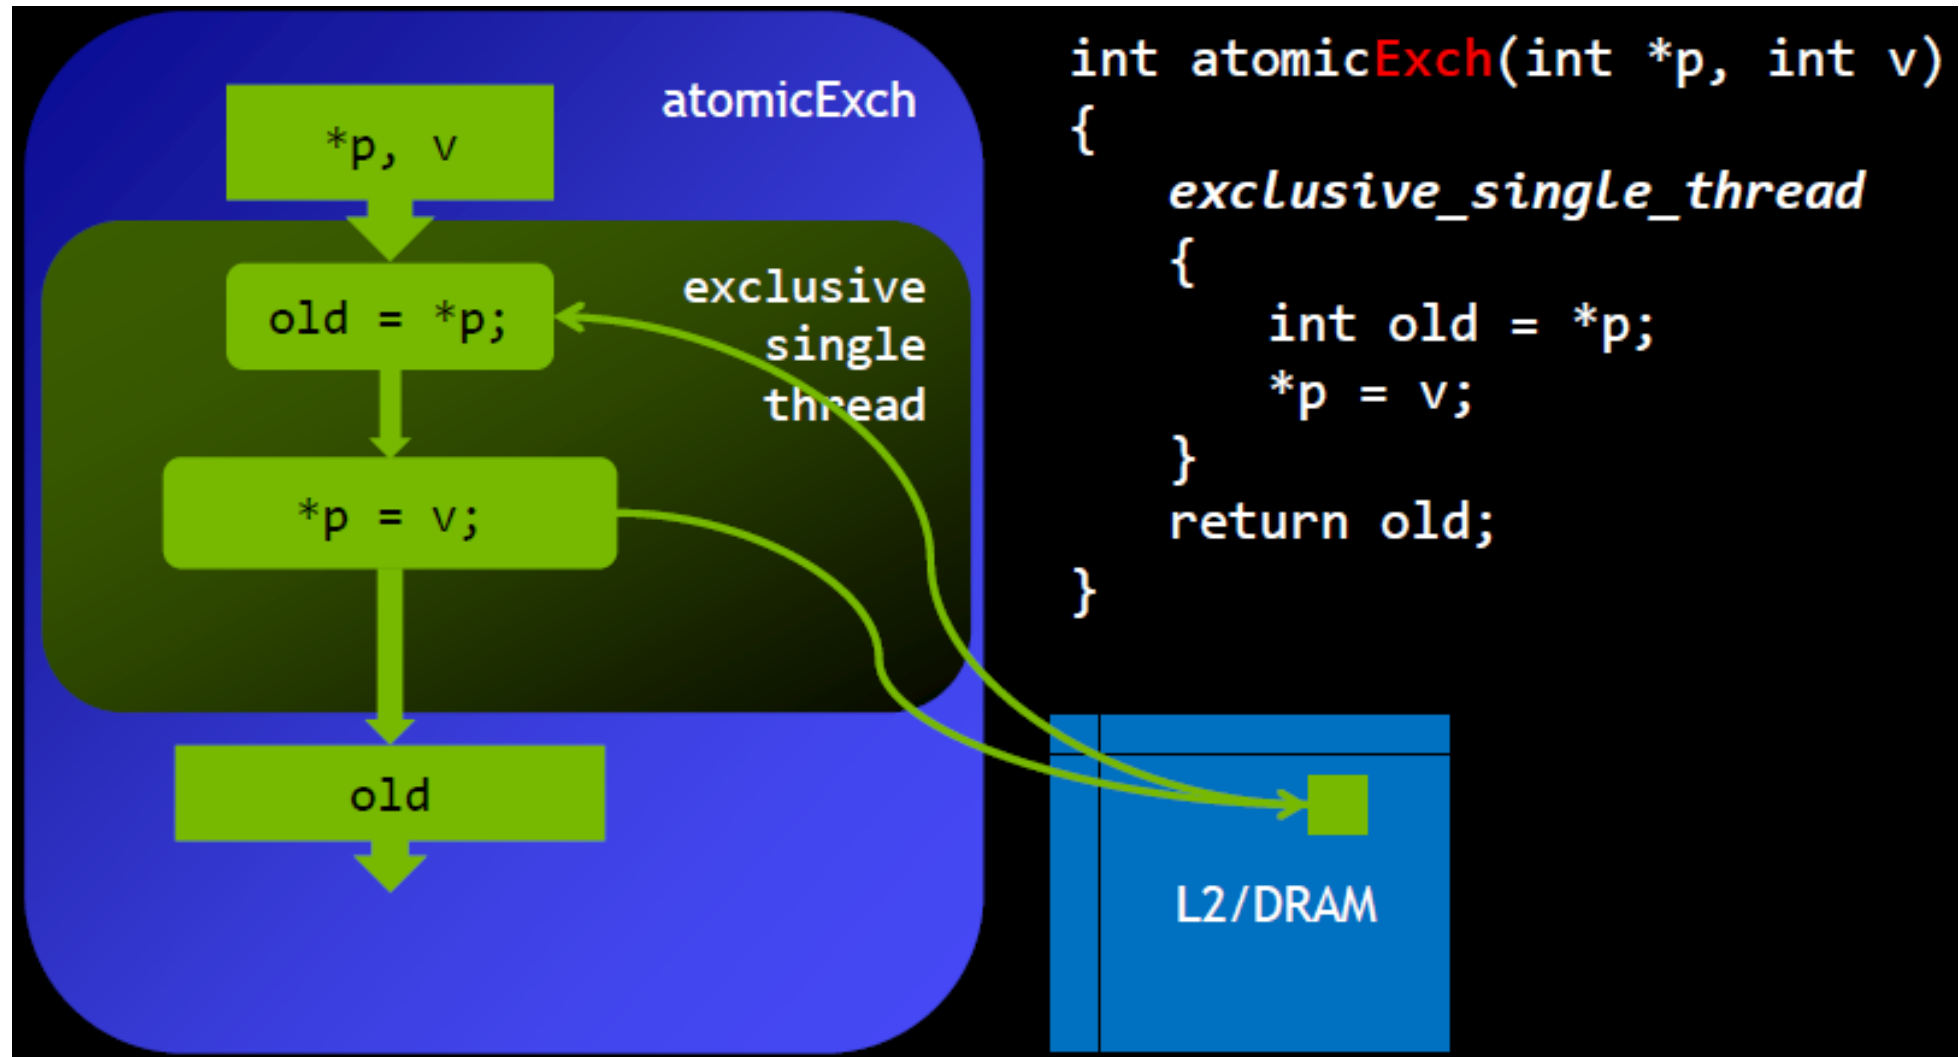 atomicExch
*p, v
exclusive
single
thread
old = *p;
*p = v;
old
int atomicExch(int *p, int v)
{
exclusive_single_thread
{
int old = *p;
*p = v;
}
return old;
}
L2/DRAM